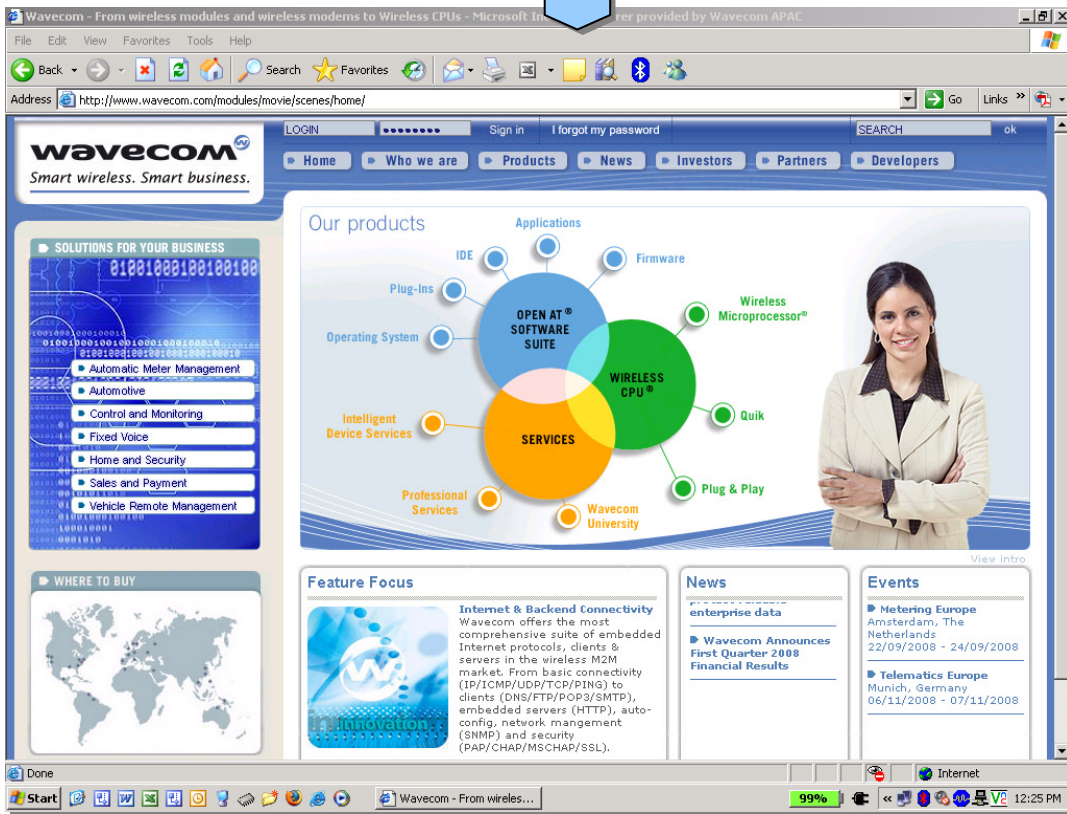 Wavecom - From wireless modules and wireless modems to Wireless CPUs - Microsoft In rer provided by Wavecom APAC
File Edit View Favorites Tools Help
Back Search Favorites
Address http://www.wavecom.com/modules/movie/scenes/home/ Go Links »
LOGIN •••••••• Sign in I forgot my password SEARCH ok
wavecom
Smart wireless. Smart business.
Home Who we are Products News Investors Partners Developers
SOLUTIONS FOR YOUR BUSINESS
Automatic Meter Management
Automotive
Control and Monitoring
Fixed Voice
Home and Security
Sales and Payment
Vehicle Remote Management
WHERE TO BUY
Our products
Applications
IDE
Firmware
Plug-Ins
Operating System
OPEN AT ®
SOFTWARE
SUITE
Wireless
Microprocessor®
WIRELESS
CPU ®
Quik
Plug & Play
Intelligent
Device Services
SERVICES
Professional
Services
Wavecom
University
View intro
Feature Focus
Innovation
Internet & Backend Connectivity
Wavecom offers the most
comprehensive suite of embedded
Internet protocols, clients &
servers in the wireless M2M
market. From basic connectivity
(IP/ICMP/UDP/TCP/PING) to
clients (DNS/FTP/POP3/SMTP),
embedded servers (HTTP), auto-
config, network mangement
(SNMP) and security
(PAP/CHAP/MSCHAP/SSL).
News
enterprise data
Wavecom Announces
First Quarter 2008
Financial Results
Events
Metering Europe
Amsterdam, The
Netherlands
22/09/2008 - 24/09/2008
Telematics Europe
Munich, Germany
06/11/2008 - 07/11/2008
Done Internet
Start Wavecom - From wireles... 99% « 12:25 PM